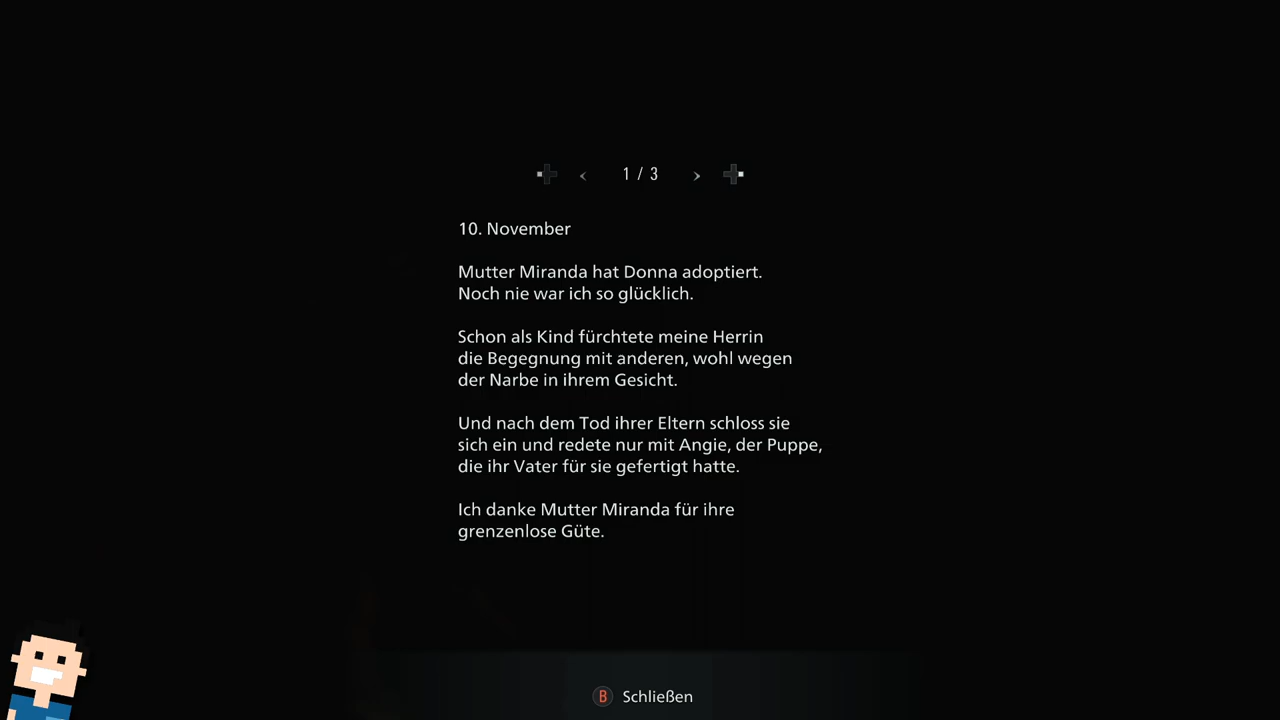 1 / 3
10. November
Mutter Miranda hat Donna adoptiert.
Noch nie war ich so glücklich.
Schon als Kind fürchtete meine Herrin
die Begegnung mit anderen, wohl wegen
der Narbe in ihrem Gesicht.
Und nach dem Tod ihrer Eltern schloss sie
sich ein und redete nur mit Angie, der Puppe,
die ihr Vater für sie gefertigt hatte.
Ich danke Mutter Miranda für ihre
grenzenlose Güte.
B Schließen